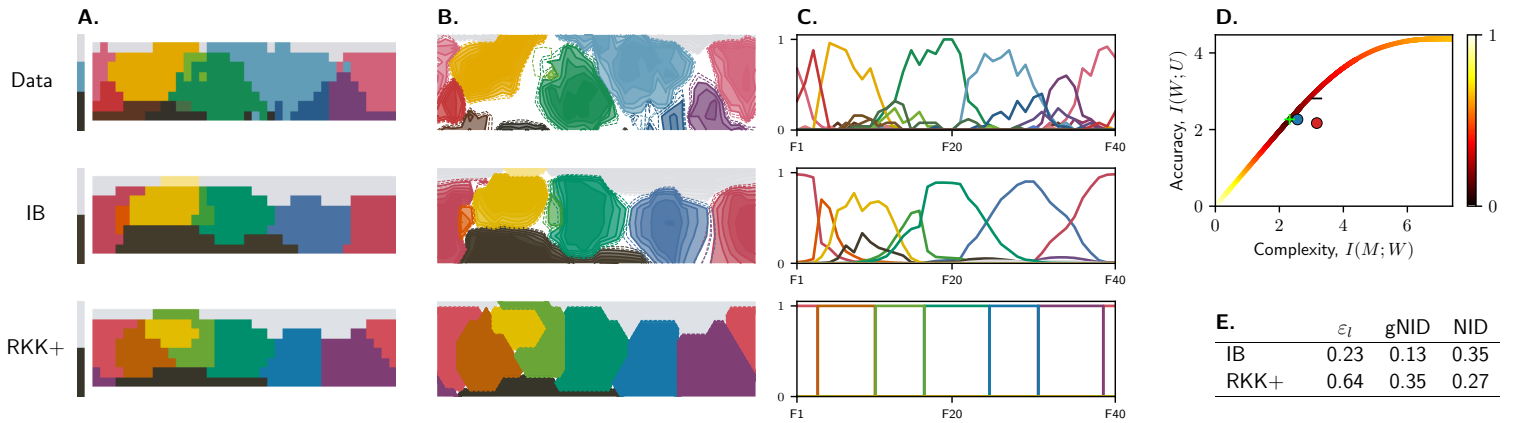 A.
B.
C.
D.
Data
IB
RKK+
1
0
F1
F20
F40
1
0
F1
F20
F40
1
0
F1
F20
F40
Accuracy, I(W; U)
4
2
0
0
2
4
6
Complexity, I(M; W)
1
0
E.
εl gNID NID
IB 0.23 0.13 0.35
RKK+ 0.64 0.35 0.27